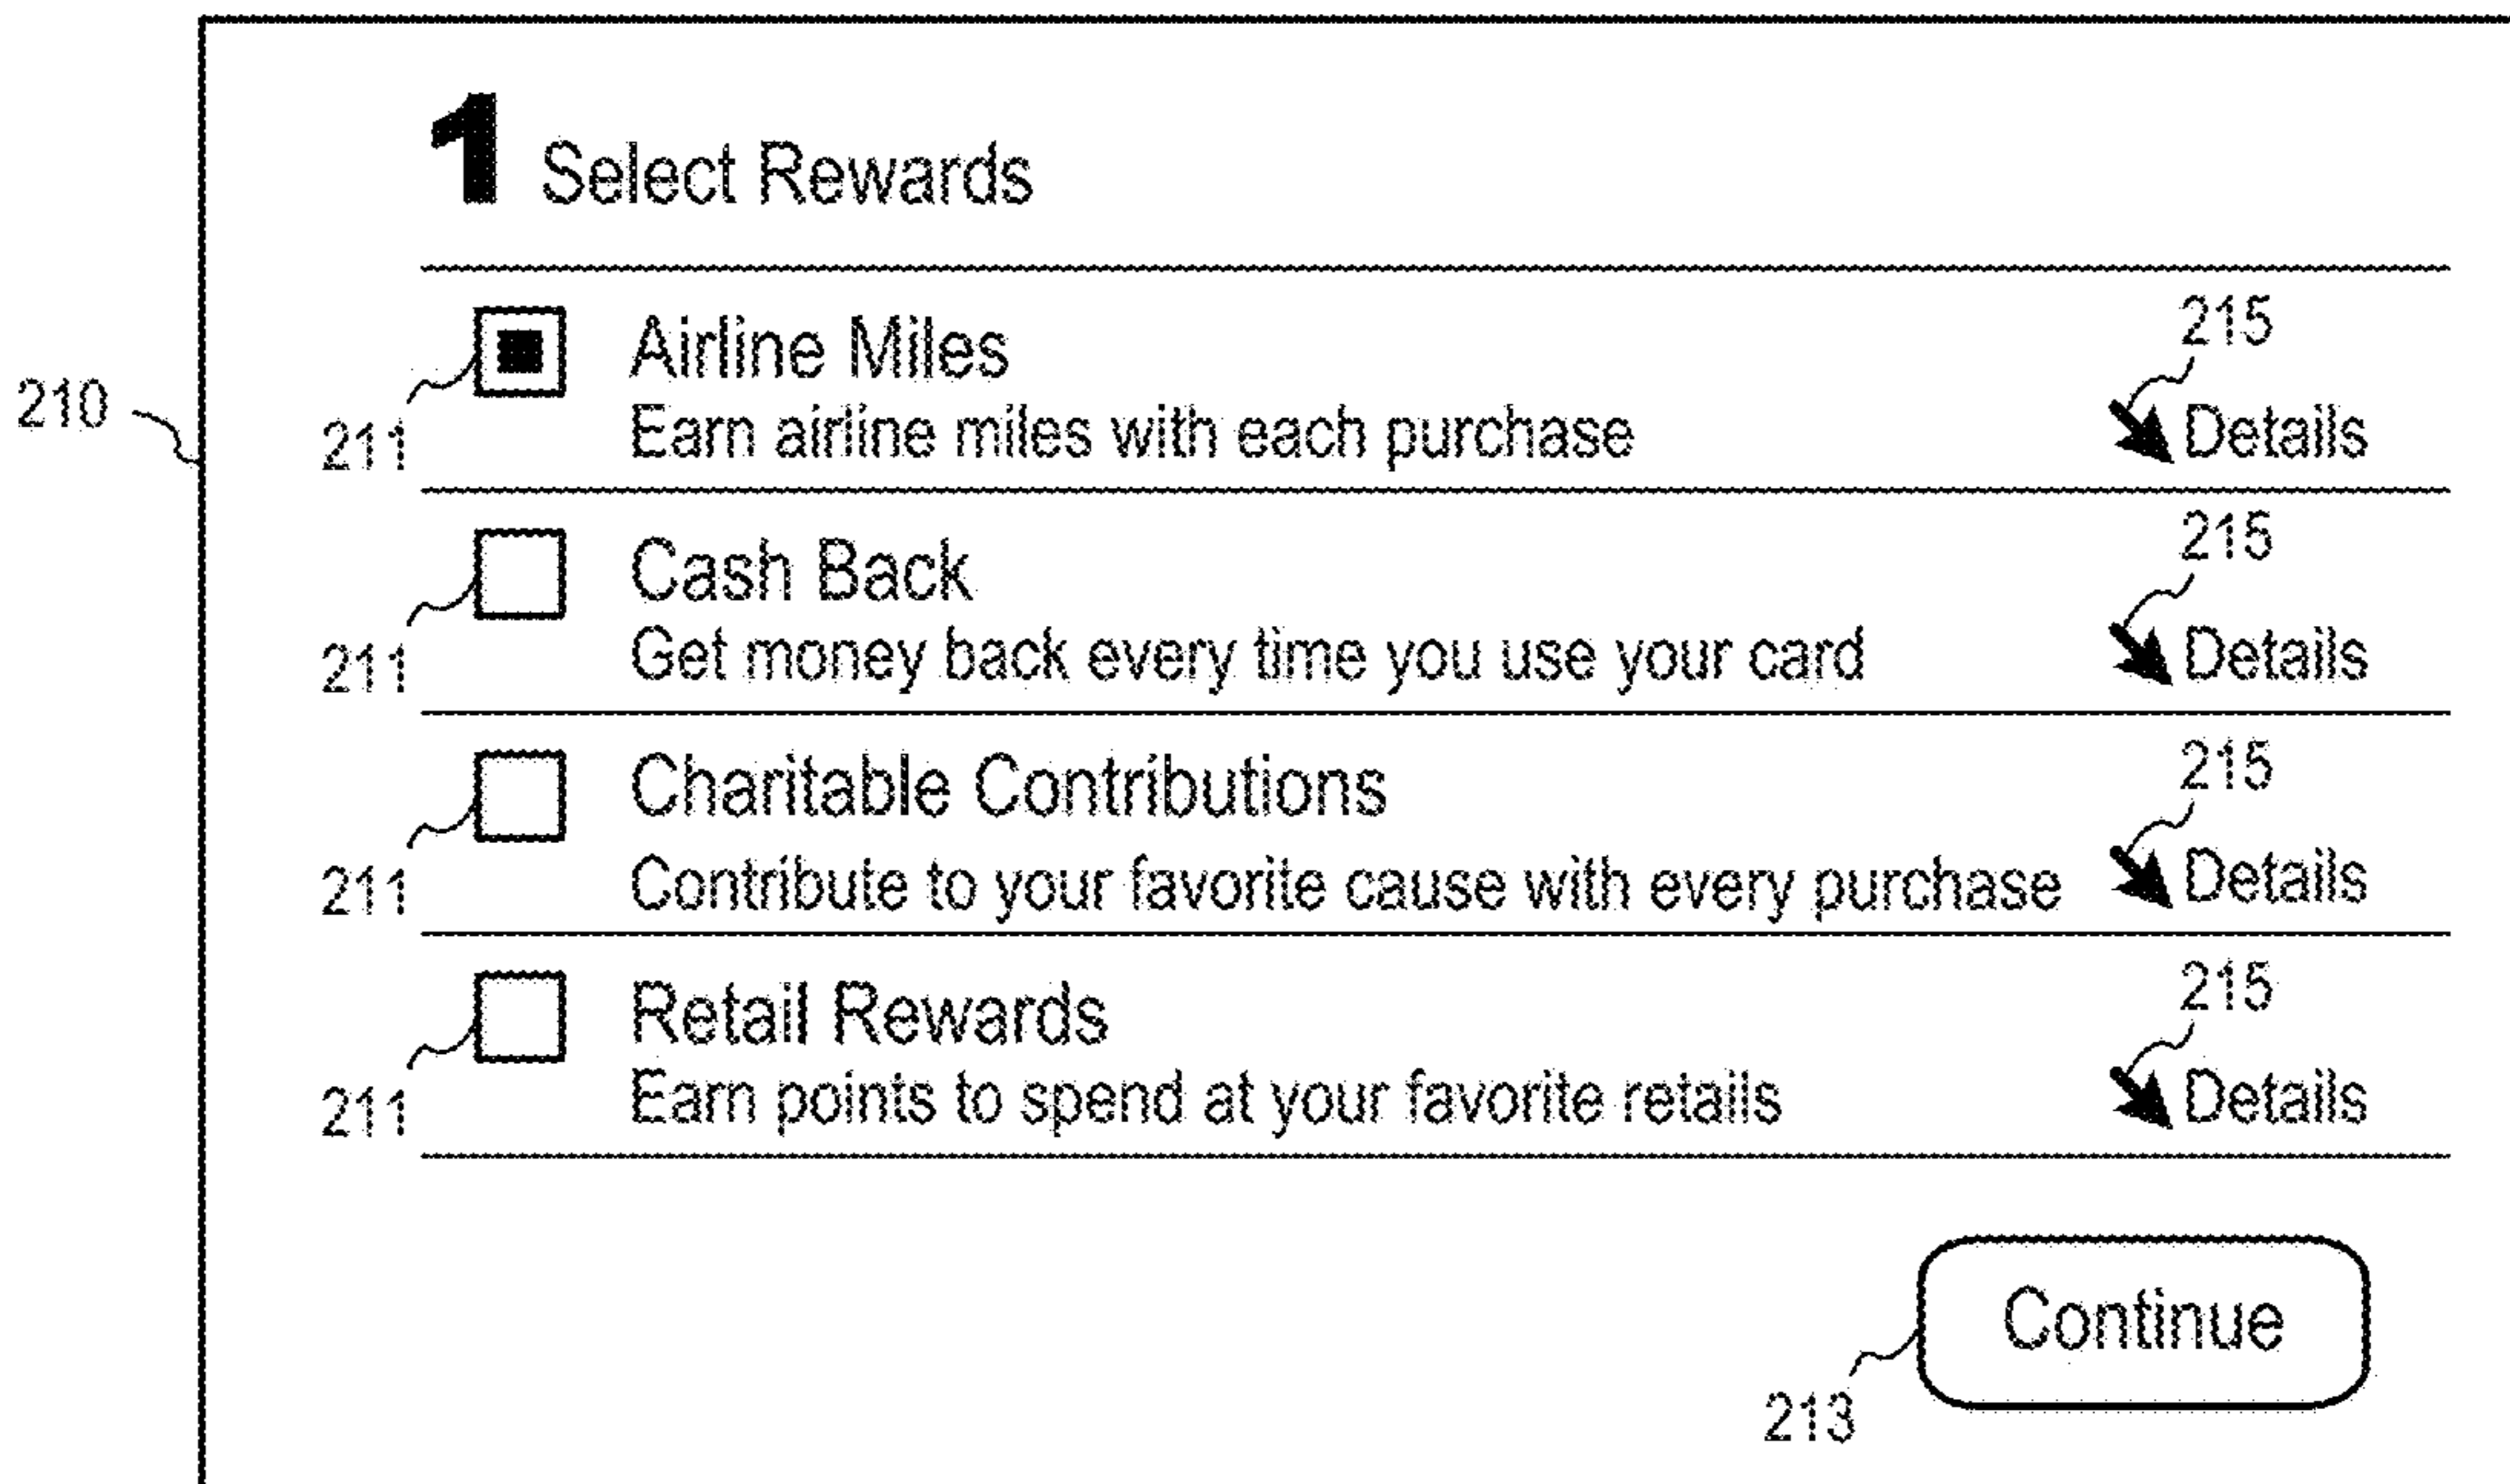 1 Select Rewards
Airline Miles
215
210
211
Earn airline miles with each purchase
Details
Cash Back
215
211
Get money back every time you use your card
Details
Charitable Contributions
215
211
Contribute to your favorite cause with every purchase
Details
Retail Rewards
215
211
Earn points to spend at your favorite retails
Details
Continue
213